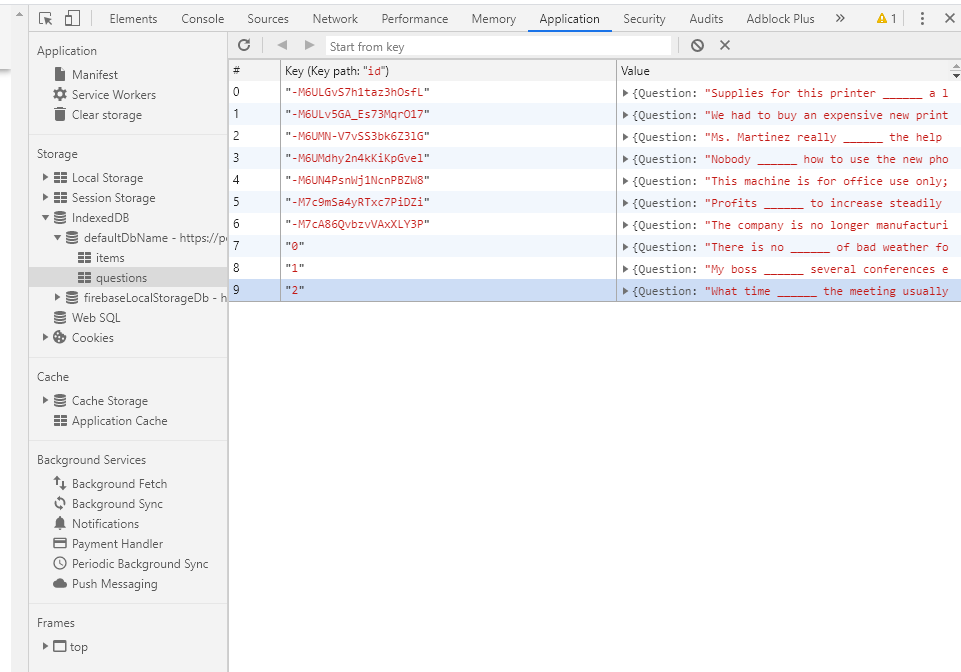 Elements Console Sources Network Performance Memory Application Security Audits Adblock Plus » 1
Application
Manifest
Service Workers
Clear storage
Storage
Local Storage
Session Storage
IndexedDB
defaultDbName - https://p
items
questions
firebaseLocalStorageDb - h
Web SQL
Cookies
Cache
Cache Storage
Application Cache
Background Services
Background Fetch
Background Sync
Notifications
Payment Handler
Periodic Background Sync
Push Messaging
Frames
top
Start from key
# Key (Key path: "id") Value
0 "-M6ULGvS7h1taz3hOsfL" {Question: "Supplies for this printer ______ a l
1 "-M6ULv5GA_Es73MqrO17" {Question: "We had to buy an expensive new print
2 "-M6UMN-V7vSS3bk6Z3lG" {Question: "Ms. Martinez really ______ the help
3 "-M6UMdhy2n4kKiKpGvel" {Question: "Nobody ______ how to use the new pho
4 "-M6UN4PsnWj1NcnPBZW8" {Question: "This machine is for office use only;
5 "-M7c9mSa4yRTxc7PiDZi" {Question: "Profits ______ to increase steadily
6 "-M7cA86QvbzvVAxXLY3P" {Question: "The company is no longer manufacturi
7 "0" {Question: "There is no ______ of bad weather fo
8 "1" {Question: "My boss ______ several conferences e
9 "2" {Question: "What time ______ the meeting usually